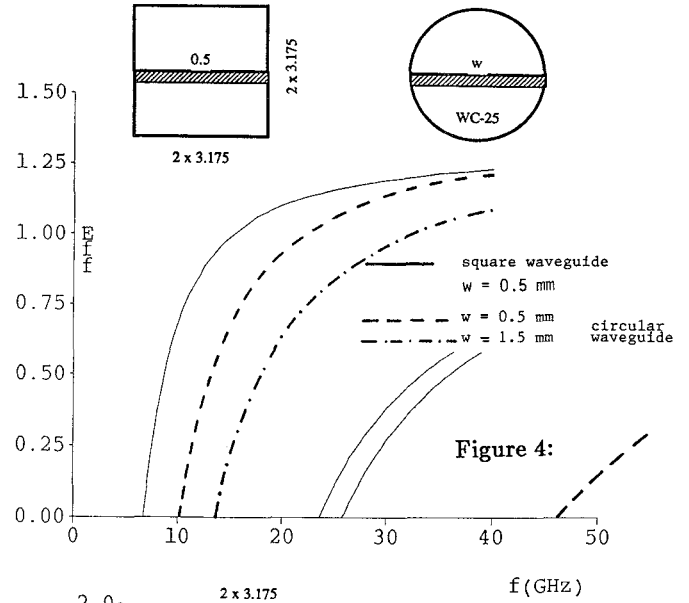 0.5
2 x 3.175
2 x 3.175
w
WC-25
1.50
1.25
1.00
0.75
0.50
0.25
0.00
Eff
square waveguide
w = 0.5 mm
w = 0.5 mm
w = 1.5 mm
circular
waveguide
Figure 4:
0
10
20
30
40
50
f(GHz)
2 x 3.175